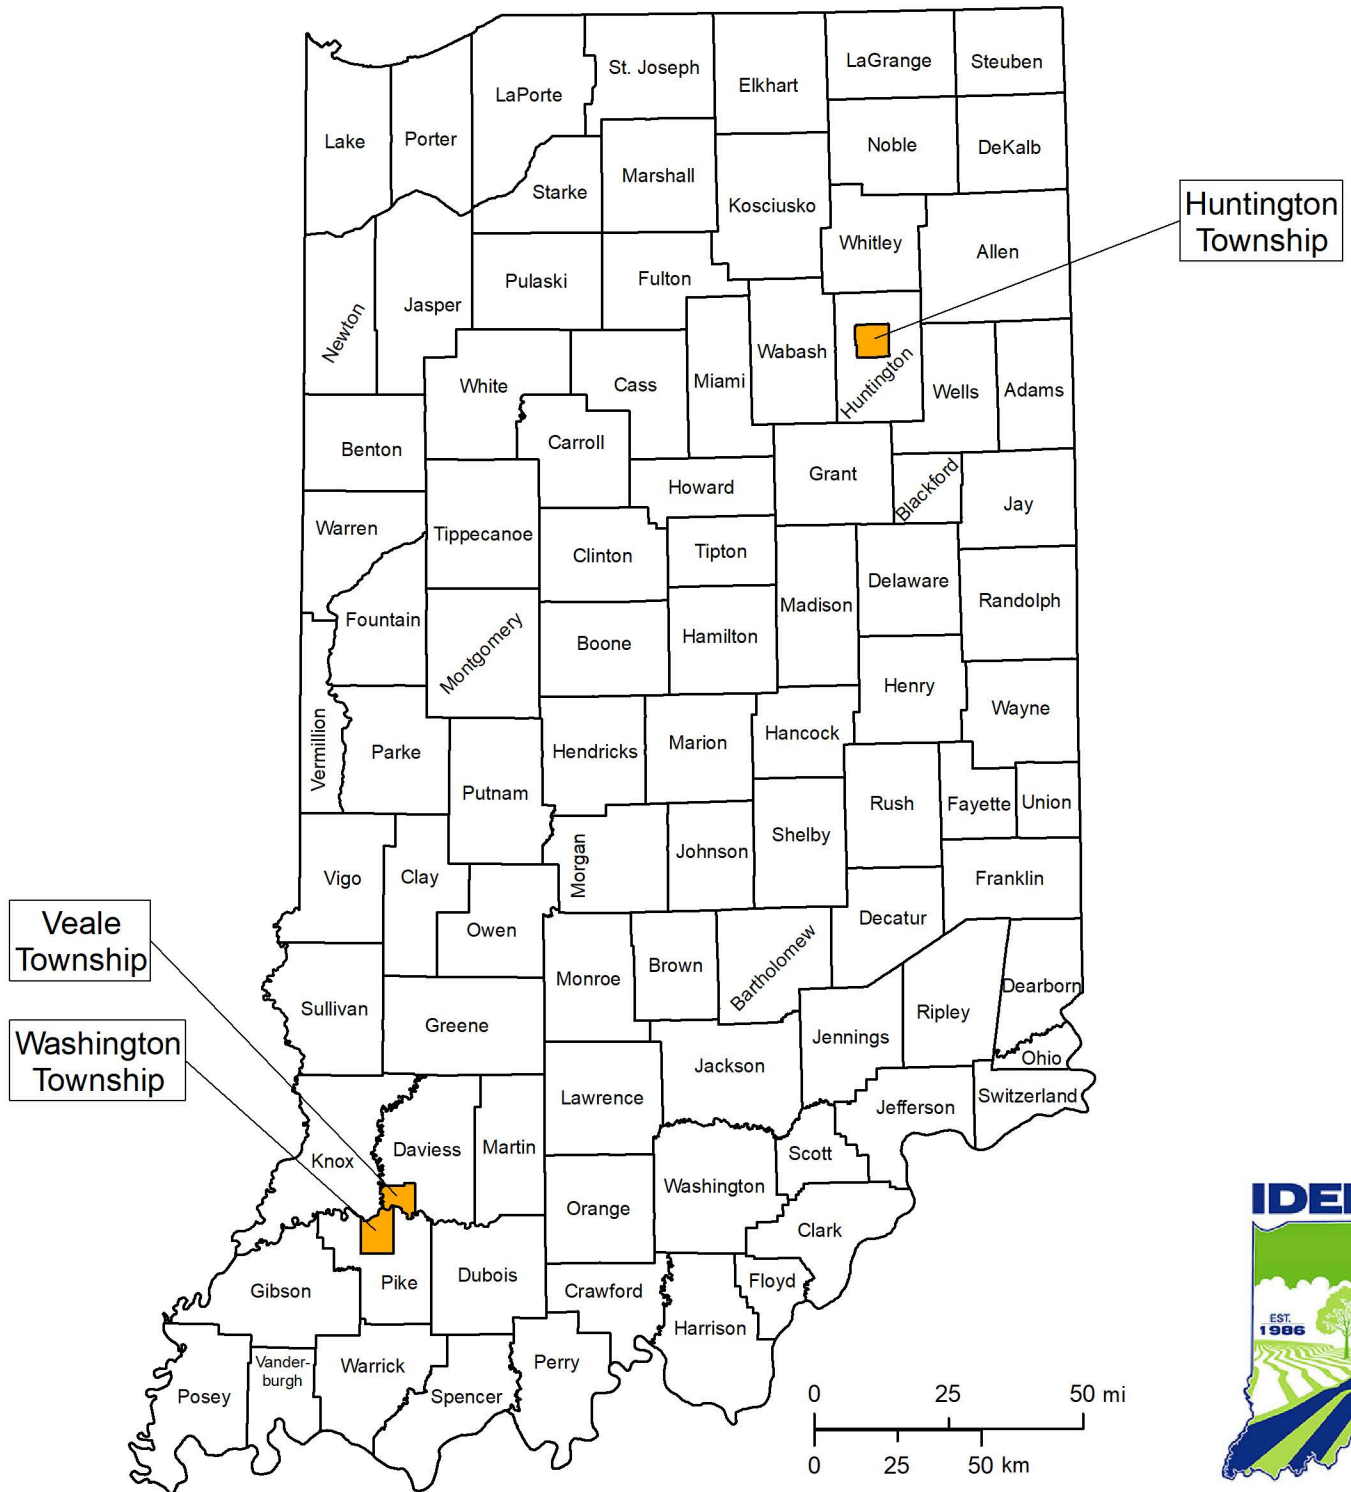 St. Joseph
LaGrange
Steuben
Elkhart
LaPorte
Lake
Porter
Noble
DeKalb
Marshall
Starke
Kosciusko
Huntington
Township
Whitley
Allen
Pulaski
Fulton
Jasper
Newton
Wabash
Huntington
White
Cass
Miami
Wells
Adams
Benton
Carroll
Grant
Howard
Blackford
Jay
Warren
Tippecanoe
Clinton
Tipton
Delaware
Madison
Randolph
Fountain
Montgomery
Boone
Hamilton
Henry
Wayne
Vermillion
Parke
Hendricks
Marion
Hancock
Putnam
Rush
Fayette
Union
Shelby
Morgan
Johnson
Vigo
Clay
Franklin
Veale
Township
Owen
Decatur
Monroe
Brown
Bartholomew
Dearborn
Sullivan
Greene
Ripley
Jennings
Washington
Township
Ohio
Jackson
Lawrence
Switzerland
Jefferson
Daviess
Martin
Scott
Knox
Washington
Orange
Clark
Gibson
Pike
Dubois
Crawford
Floyd
Harrison
Vander-
burgh
Warrick
Perry
Posey
Spencer
IDE
EST.
1986
0 25 50 mi
0 25 50 km